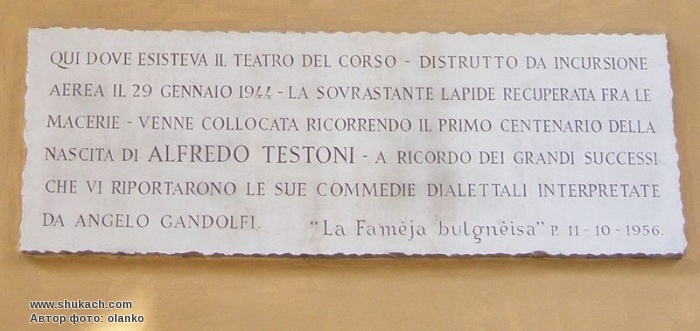 QUI DOVE ESISTEVA IL TEATRO DEL CORSO - DISTRUTTO DA INCURSIONE
AEREA IL 29 GENNAIO 1944 - LA SOVRASTANTE LAPIDE RECUPERATA FRA LE
MACERIE - VENNE COLLOCATA RICORRENDO IL PRIMO CENTENARIO DELLA
NASCITA DI ALFREDO TESTONI - A RICORDO DEI GRANDI SUCCESSI
CHE VI RIPORTARONO LE SUE COMMEDIE DIALETTALI INTERPRETATE
DA ANGELO GANDOLFI. "La Famèja bulgnèisa" P. 11-10-1956.
www.shukach.com
Автор фото: olanko